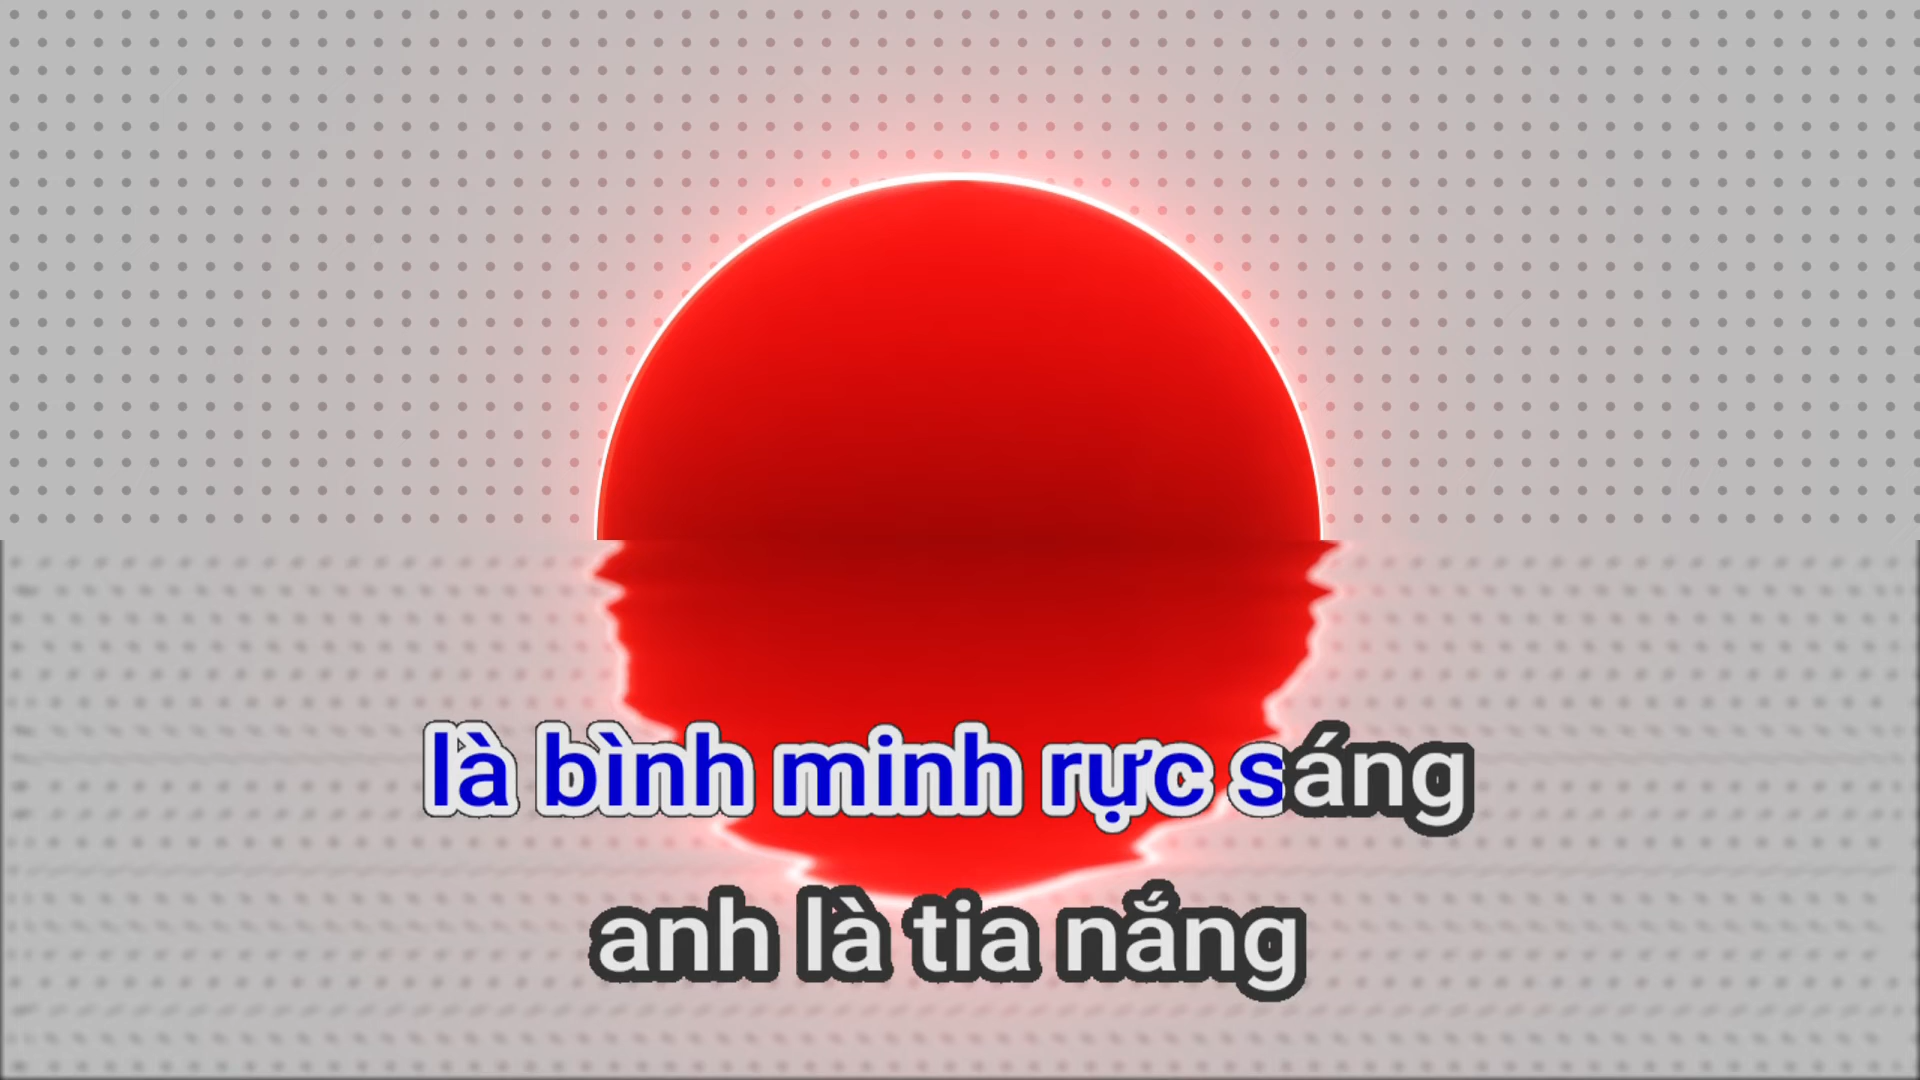 là bình minh rực sáng
anh là tia nắng